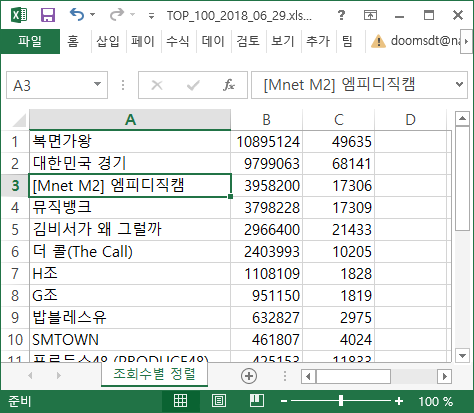 TOP_100_2018_06_29.xls...
파일 홈 삽입 페이 수식 데이 검토 보기 추가 팀 doomsdt@na
A3 fx [Mnet M2] 엠피디직캠
A B C D
1 복면가왕 10895124 49635
2 대한민국 경기 9799063 68141
3 [Mnet M2] 엠피디직캠 3958200 17306
4 뮤직뱅크 3798228 17309
5 김비서가 왜 그럴까 2966400 21433
6 더 콜(The Call) 2403993 10205
7 H조 1108109 1828
8 G조 951150 1819
9 밥블레스유 632827 2975
10 SMTOWN 461807 4024
11 프로듀스48 (PRODUCE48) 425153 11833
조회수별 정렬
준비 100 %